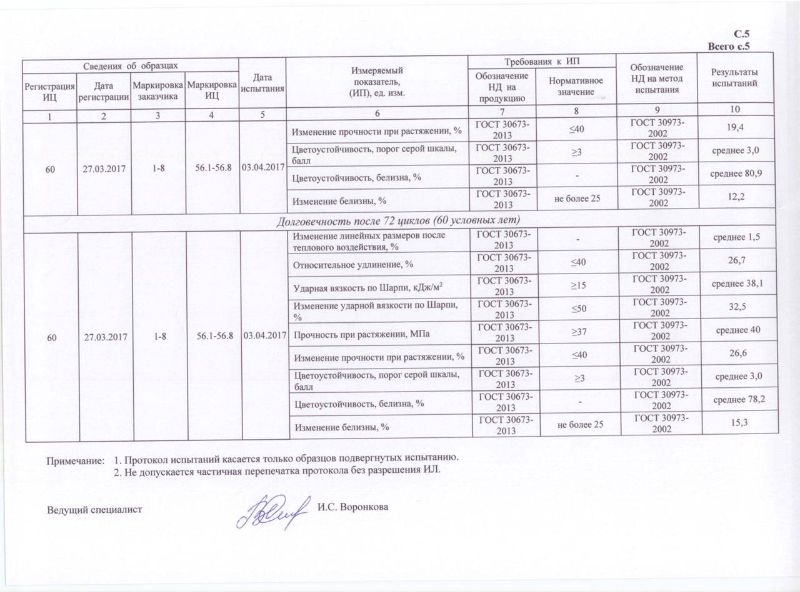 С.5
Всего с.5
Сведения об образцах
Дата испытания
Измеряемый показатель, (ИП), ед. изм.
Требования к ИП
Обозначение НД на метод испытания
Результаты испытаний
Регистрация ИЦ
Дата регистрации
Маркировка заказчика
Маркировка ИЦ
Обозначение НД на продукцию
Нормативное значение
1 2 3 4 5 6 7 8 9 10
60 27.03.2017 1-8 56.1-56.8 03.04.2017
Изменение прочности при растяжении, % ГОСТ 30673-2013 ≤40 ГОСТ 30973-2002 19,4
Цветоустойчивость, порог серой шкалы, балл ГОСТ 30673-2013 ≥3 ГОСТ 30973-2002 среднее 3,0
Цветоустойчивость, белизна, % ГОСТ 30673-2013 - ГОСТ 30973-2002 среднее 80,9
Изменение белизны, % ГОСТ 30673-2013 не более 25 ГОСТ 30973-2002 12,2
Долговечность после 72 циклов (60 условных лет)
60 27.03.2017 1-8 56.1-56.8 03.04.2017
Изменение линейных размеров после теплового воздействия, % ГОСТ 30673-2013 - ГОСТ 30973-2002 среднее 1,5
Относительное удлинение, % ГОСТ 30673-2013 ≤40 ГОСТ 30973-2002 26,7
Ударная вязкость по Шарпи, кДж/м² ГОСТ 30673-2013 ≥15 ГОСТ 30973-2002 среднее 38,1
Изменение ударной вязкости по Шарпи, % ГОСТ 30673-2013 ≤50 ГОСТ 30973-2002 32,5
Прочность при растяжении, МПа ГОСТ 30673-2013 ≥37 ГОСТ 30973-2002 среднее 40
Изменение прочности при растяжении, % ГОСТ 30673-2013 ≤40 ГОСТ 30973-2002 26,6
Цветоустойчивость, порог серой шкалы, балл ГОСТ 30673-2013 ≥3 ГОСТ 30973-2002 среднее 3,0
Цветоустойчивость, белизна, % ГОСТ 30673-2013 - ГОСТ 30973-2002 среднее 78,2
Изменение белизны, % ГОСТ 30673-2013 не более 25 ГОСТ 30973-2002 15,3
Примечание: 1. Протокол испытаний касается только образцов подвергнутых испытанию.
2. Не допускается частичная перепечатка протокола без разрешения ИЛ.
Ведущий специалист И.С. Воронкова